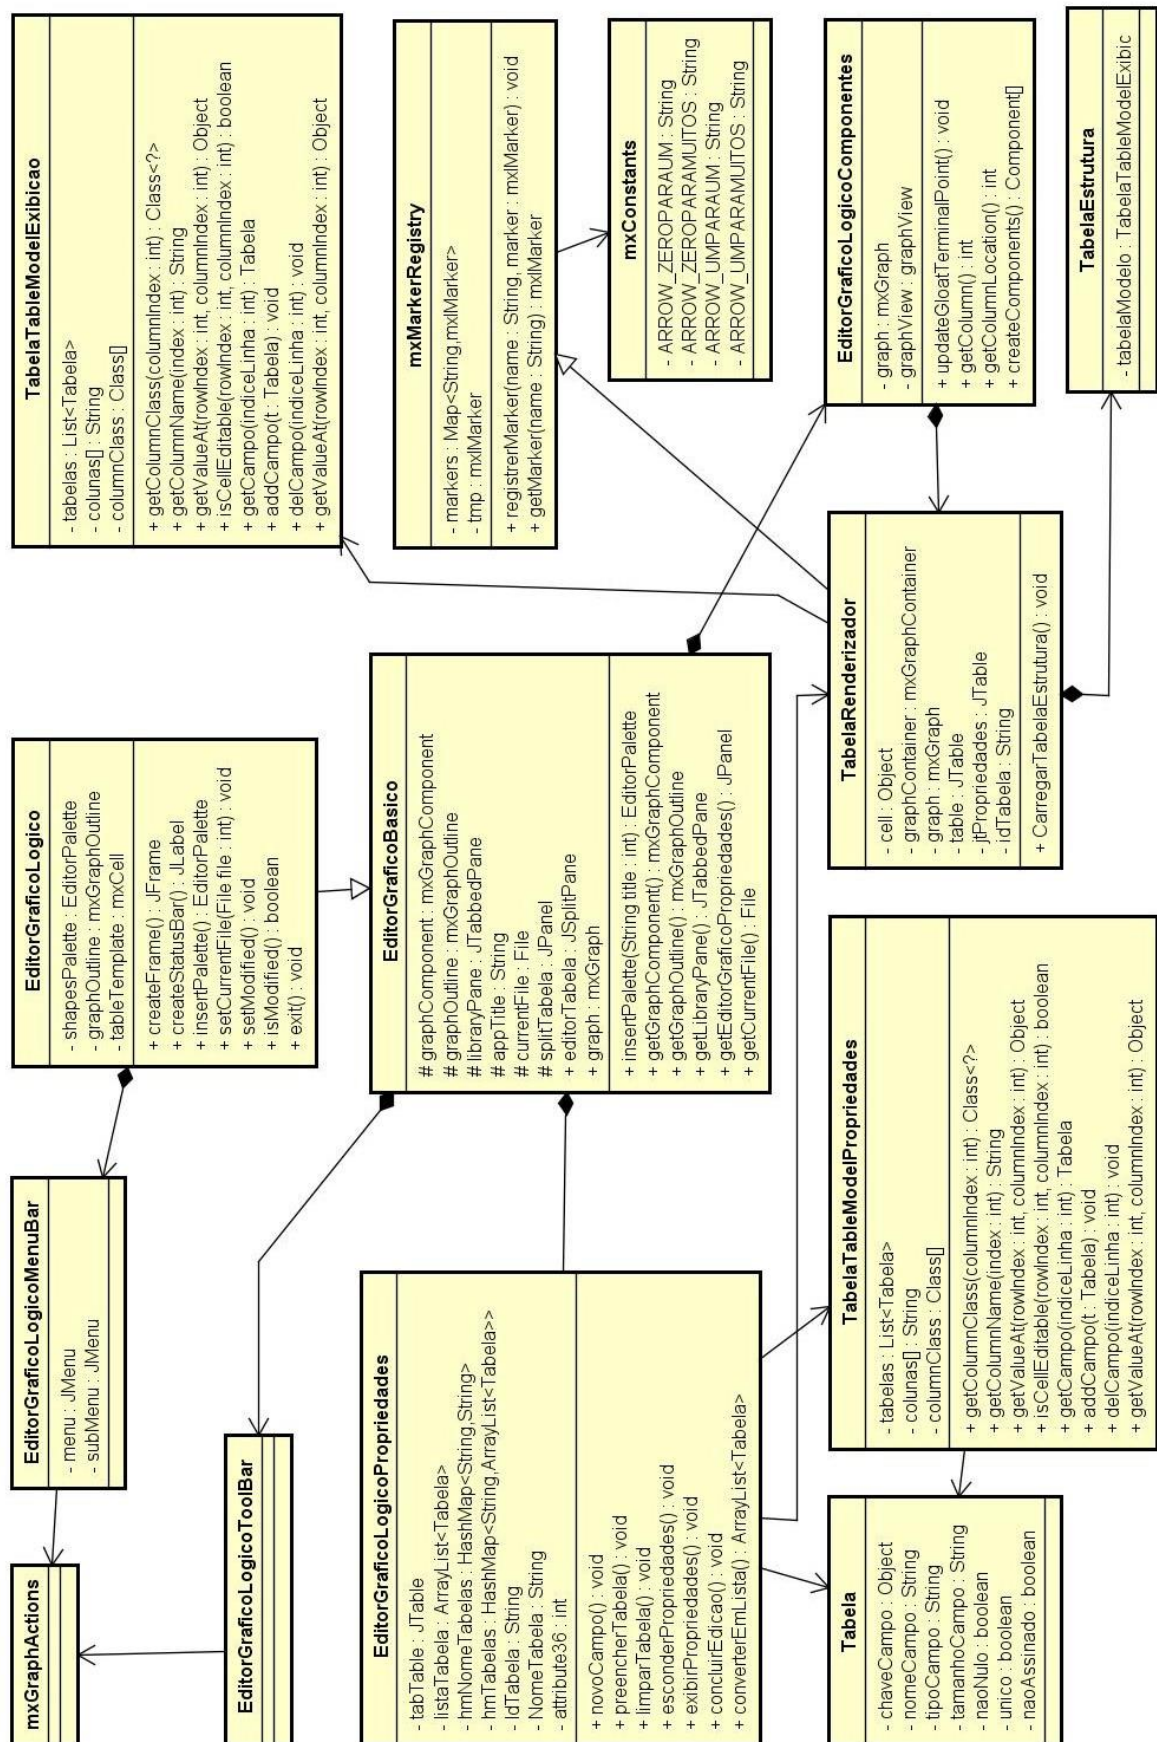 mxGraphActions
EditorGraficoLogicoMenuBar
- menu : JMenu
- subMenu : JMenu
EditorGraficoLogico
- shapesPalette : EditorPalette
- graphOutline : mxGraphOutline
- tableTemplate : mxCell
+ createFrame() : JFrame
+ createStatusBar() : JLabel
+ insertPalette() : EditorPalette
+ setCurrentFile(File file : int) : void
+ setModified() : void
+ isModified() : boolean
+ exit() : void
TabelaTableModelExibicao
- tabelas : List<Tabela>
- colunas[] : String
- columnClass : Class[]
+ getColumnClass(columnIndex : int) : Class<?>
+ getColumnName(index : int) : String
+ getValueAt(rowIndex : int, columnIndex : int) : Object
+ isCellEditable(rowIndex : int, columnIndex : int) : boolean
+ getCampo(indiceLinha : int) : Tabela
+ addCampo(t : Tabela) : void
+ delCampo(indiceLinha : int) : void
+ getValueAt(rowIndex : int, columnIndex : int) : Object
EditorGraficoLogicoToolBar
EditorGraficoLogicoPropriedades
- tabTable : JTable
- listaTabela : ArrayList<Tabela>
- hmNomeTabelas : HashMap<String,String>
- hmTabelas : HashMap<String,ArrayList<Tabela>>
- IdTabela : String
- NomeTabela : String
- attribute36 : int
+ novoCampo() : void
+ preencherTabela() : void
+ limparTabela() : void
+ esconderPropriedades() : void
+ exibirPropriedades() : void
+ concluirEdicao() : void
+ converterEmLista() : ArrayList<Tabela>
EditorGraficoBasico
# graphComponent : mxGraphComponent
# graphOutline : mxGraphOutline
# libraryPane : JTabbedPane
# appTitle : String
# currentFile : File
# splitTabela : JPanel
+ editorTabela : JSplitPane
+ graph : mxGraph
+ insertPalette(String title : int) : EditorPalette
+ getGraphComponent() : mxGraphComponent
+ getGraphOutline() : mxGraphOutline
+ getLibraryPane() : JTabbedPane
+ getEditorGraficoPropriedades() : JPanel
+ getCurrentFile() : File
mxMarkerRegistry
- markers : Map<String,mxIMarker>
- tmp : mxIMarker
+ registrerMarker(name : String, marker : mxIMarker) : void
+ getMarker(name : String) : mxIMarker
mxConstants
- ARROW_ZEROPARAUM : String
- ARROW_ZEROPARAMUITOS : String
- ARROW_UMPARAUM : String
- ARROW_UMPARAMUITOS : String
Tabela
- chaveCampo : Object
- nomeCampo : String
- tipoCampo : String
- tamanhoCampo : String
- naoNulo : boolean
- unico : boolean
- naoAssinado : boolean
TabelaTableModelPropriedades
- tabelas : List<Tabela>
- colunas[] : String
- columnClass : Class[]
+ getColumnClass(columnIndex : int) : Class<?>
+ getColumnName(index : int) : String
+ getValueAt(rowIndex : int, columnIndex : int) : Object
+ isCellEditable(rowIndex : int, columnIndex : int) : boolean
+ getCampo(indiceLinha : int) : Tabela
+ addCampo(t : Tabela) : void
+ delCampo(indiceLinha : int) : void
+ getValueAt(rowIndex : int, columnIndex : int) : Object
TabelaRenderizador
- cell : Object
- graphContainer : mxGraphContainer
- graph : mxGraph
- table : JTable
- jtPropriedades : JTable
- idTabela : String
+ CarregarTabelaEstrutura() : void
EditorGraficoLogicoComponentes
- graph : mxGraph
- graphView : graphView
+ updateGloatTerminalPoint() : void
+ getColumn() : int
+ getColumnLocation() : int
+ createComponents() : Component[]
TabelaEstrutura
- tabelaModelo : TabelaTableModelExibic